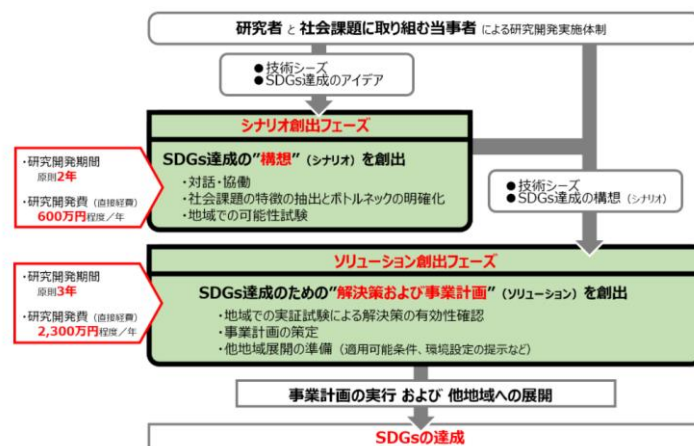 研究者 と 社会課題に取り組む当事者 による研究開発実施体制
●技術シーズ
●SDGs達成のアイデア
シナリオ創出フェーズ
SDGs達成の"構想"（シナリオ）を創出
・対話・協働
・社会課題の特徴の抽出とボトルネックの明確化
・地域での可能性試験
・研究開発期間
原則2年
・研究開発費（直接経費）
600万円程度／年
●技術シーズ
●SDGs達成の構想（シナリオ）
ソリューション創出フェーズ
SDGs達成のための"解決策および事業計画"（ソリューション）を創出
・地域での実証試験による解決策の有効性確認
・事業計画の策定
・他地域展開の準備（適用可能条件、環境設定の提示など）
・研究開発期間
原則3年
・研究開発費（直接経費）
2,300万円程度／年
事業計画の実行 および 他地域への展開
SDGsの達成